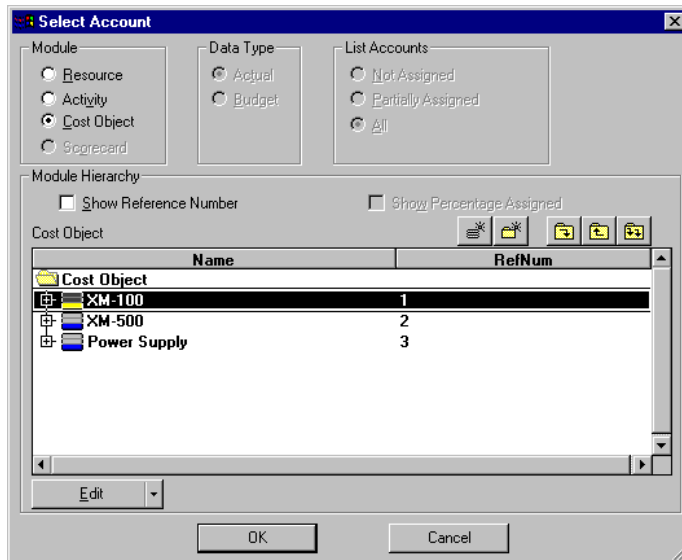 Select Account
Module
Data Type
List Accounts
Resource
Actual
Not Assigned
Activity
Budget
Partially Assigned
Cost Object
All
Scorecard
Module Hierarchy
Show Reference Number
Show Percentage Assigned
Cost Object
Name RefNum
Cost Object
XM-100 1
XM-500 2
Power Supply 3
Edit
OK Cancel